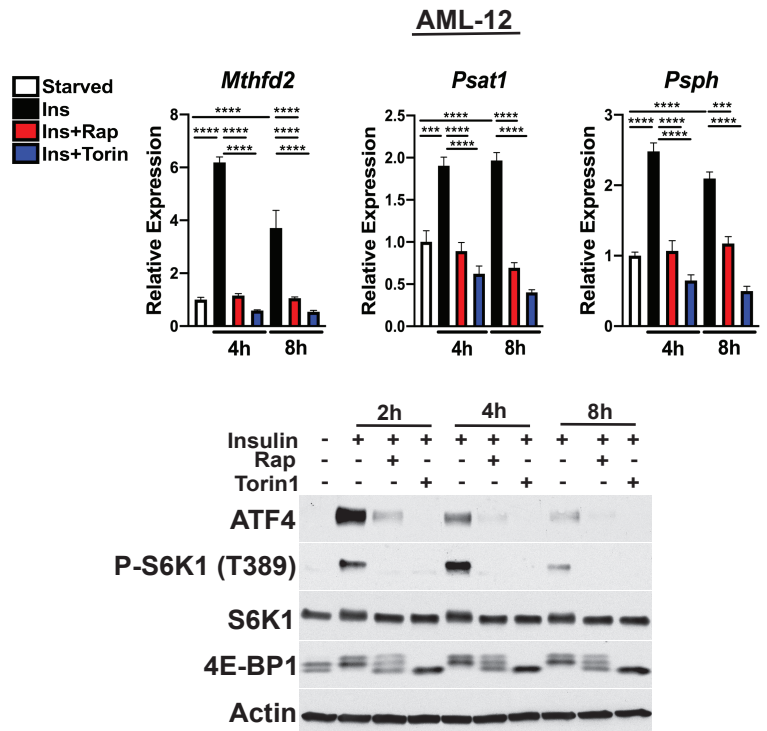 AML-12
Starved
Ins
Ins+Rap
Ins+Torin
Mthfd2
Relative Expression
8
6
4
2
0
****
****
****
****
****
****
****
4h
8h
Psat1
Relative Expression
2.5
2.0
1.5
1.0
0.5
0.0
****
****
*** **** ****
****
4h
8h
Psph
Relative Expression
3
2
1
0
****
***
**** **** ****
****
4h
8h
2h 4h 8h
Insulin - + + + + + + + + +
Rap - - + - - + - - + -
Torin1 - - - + - - + - - +
ATF4
P-S6K1 (T389)
S6K1
4E-BP1
Actin